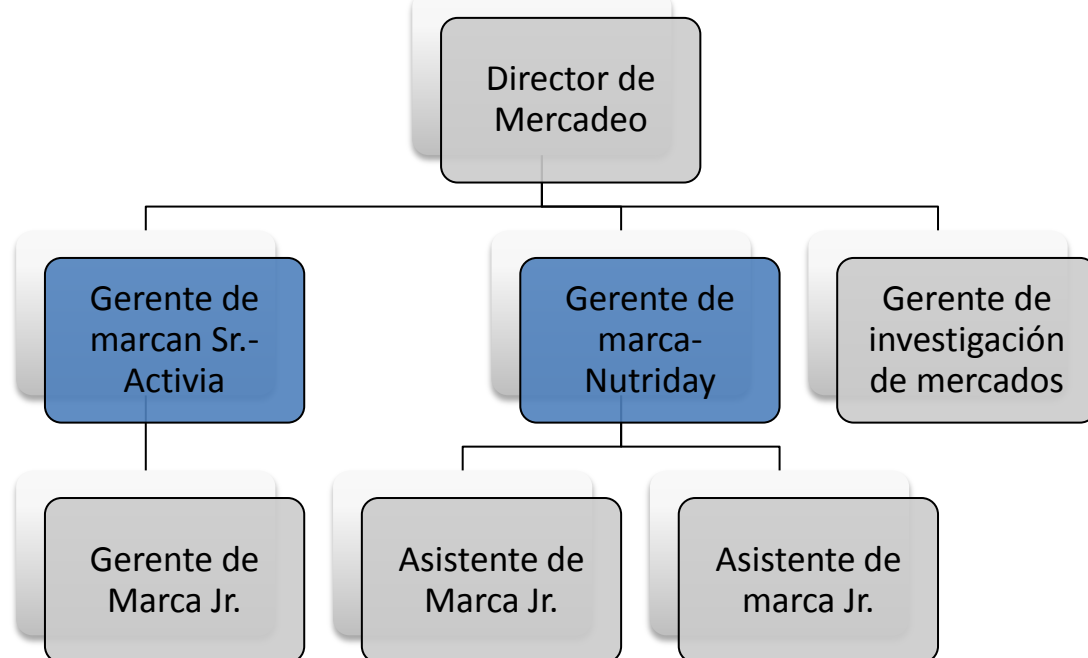 Director de
Mercadeo
Gerente de
marcan Sr.-
Activia
Gerente de
marca-
Nutriday
Gerente de
investigación
de mercados
Gerente de
Marca Jr.
Asistente de
Marca Jr.
Asistente de
marca Jr.